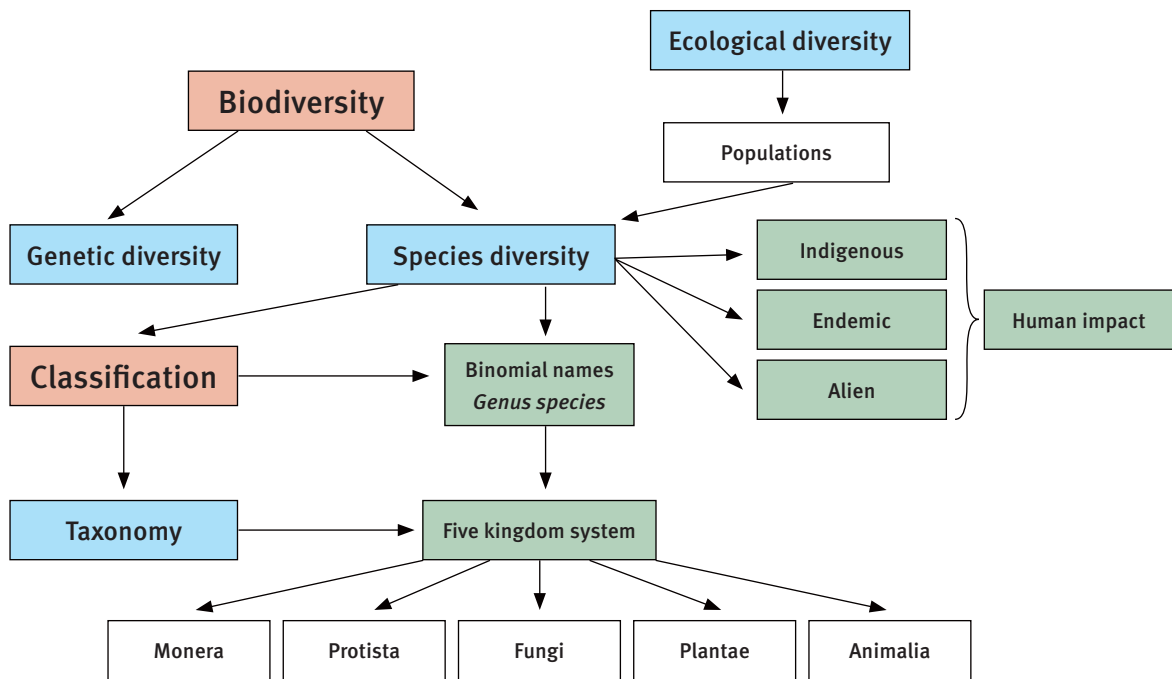 Ecological diversity
Biodiversity
Populations
Genetic diversity
Species diversity
Indigenous
Endemic
Human impact
Alien
Classification
Binomial names
Genus species
Taxonomy
Five kingdom system
Monera
Protista
Fungi
Plantae
Animalia